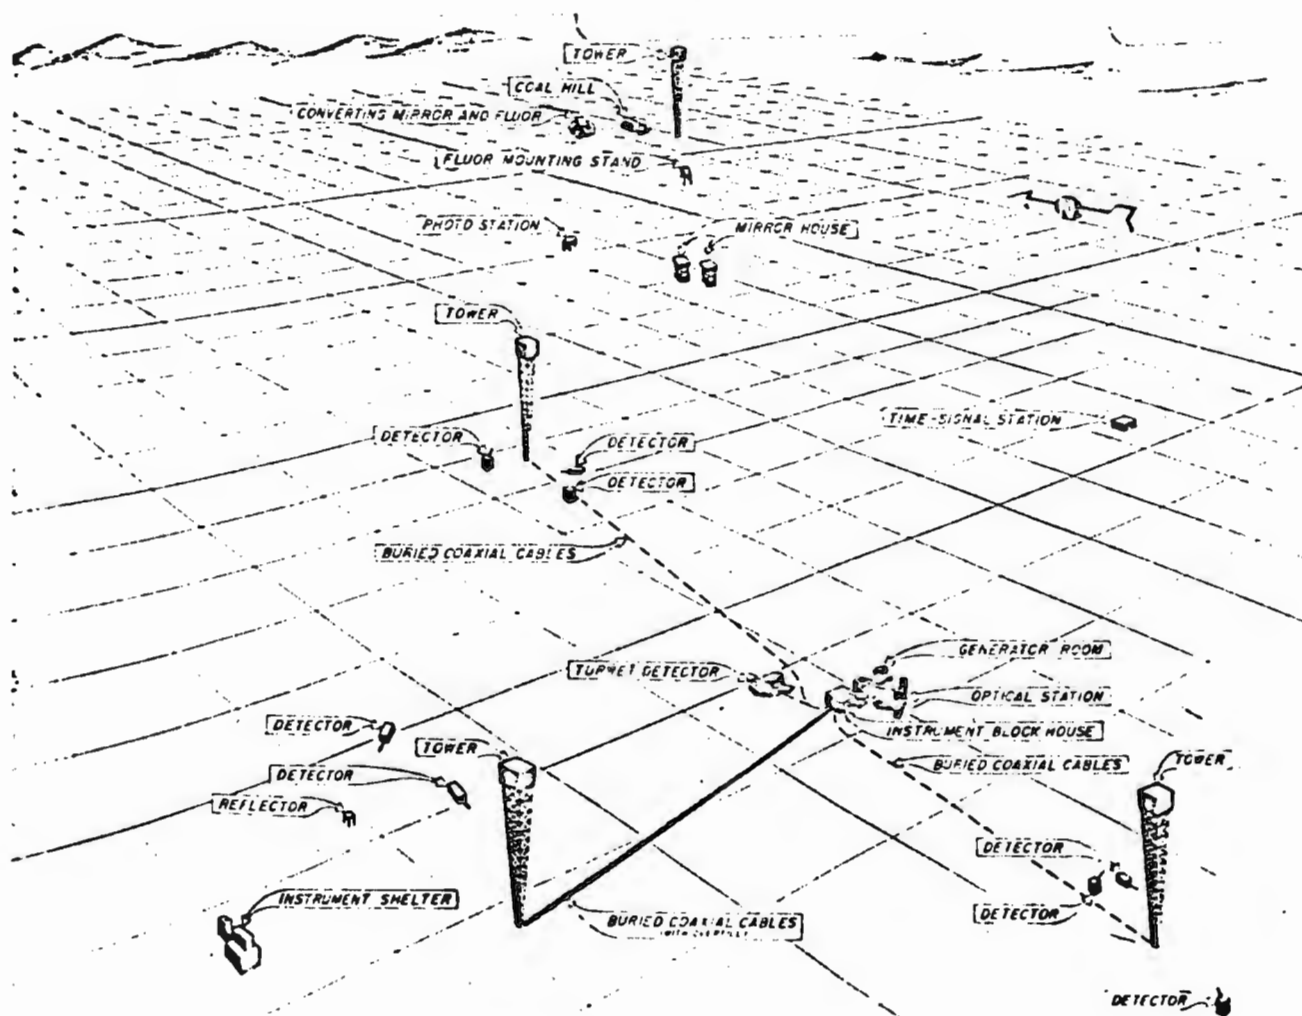 TOWER
COAL HILL
CONVERTING MIRROR AND FLUOR
FLUOR MOUNTING STAND
PHOTO STATION
MIRROR HOUSE
TOWER
TIME-SIGNAL STATION
DETECTOR
DETECTOR
DETECTOR
BURIED COAXIAL CABLES
GENERATOR ROOM
TURRET DETECTOR
OPTICAL STATION
DETECTOR
INSTRUMENT BLOCK HOUSE
TOWER
BURIED COAXIAL CABLES
TOWER
DETECTOR
REFLECTOR
DETECTOR
INSTRUMENT SHELTER
DETECTOR
BURIED COAXIAL CABLES
DETECTOR